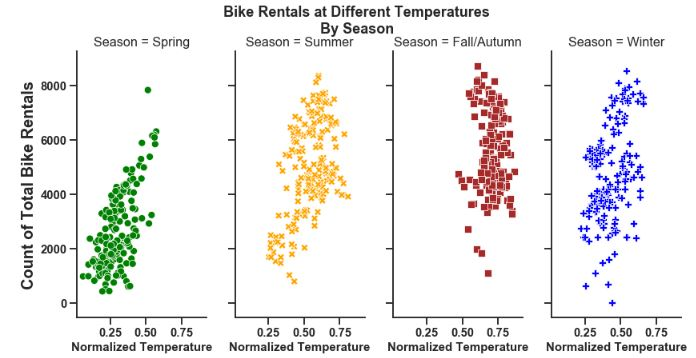 Bike Rentals at Different Temperatures
By Season
Season = Spring
Season = Summer
Season = Fall/Autumn
Season = Winter
Count of Total Bike Rentals
8000
6000
4000
2000
0
0.25 0.50 0.75
0.25 0.50 0.75
0.25 0.50 0.75
0.25 0.50 0.75
Normalized Temperature
Normalized Temperature
Normalized Temperature
Normalized Temperature